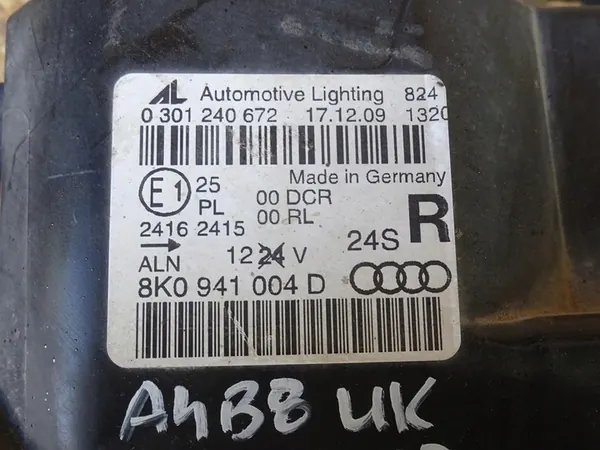 AL Automotive Lighting 824
0 301 240 672 17.12.09 1320
Made in Germany
E1 25 00 DCR
PL 00 RL
2416 2415
R
24S
12 24 V
ALN
8K0 941 004 D
A4B8 UK